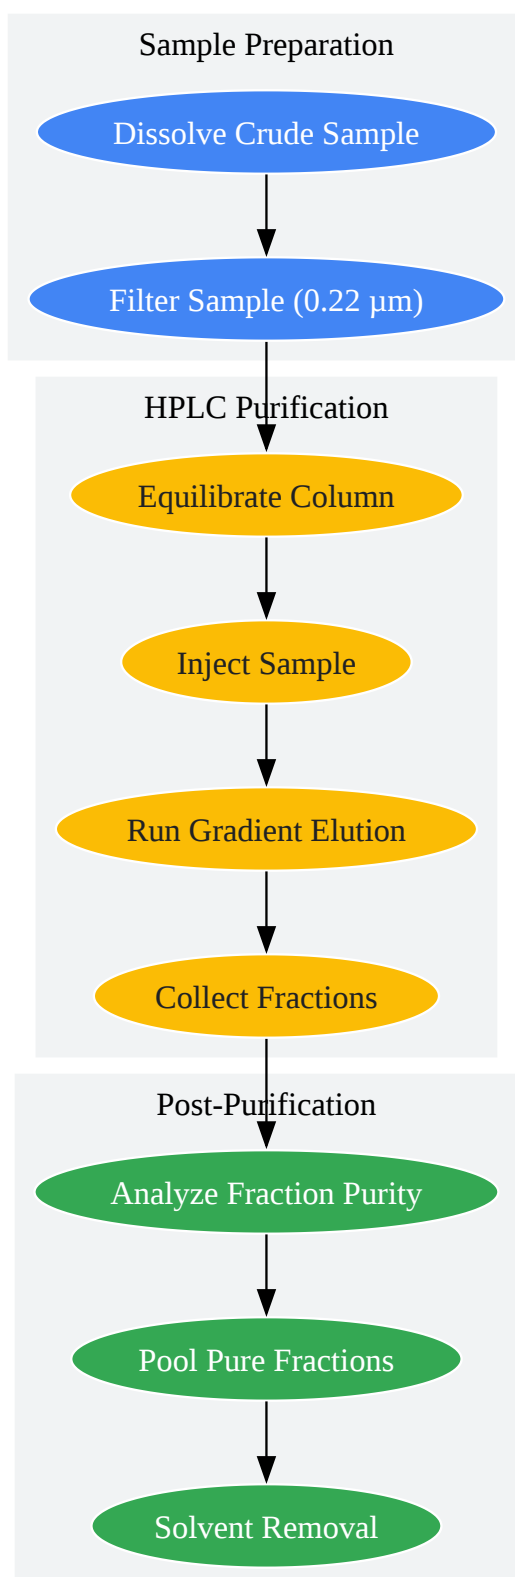 Sample Preparation
Dissolve Crude Sample
Filter Sample (0.22 µm)
HPLC Purification
Equilibrate Column
Inject Sample
Run Gradient Elution
Collect Fractions
Post-Purification
Analyze Fraction Purity
Pool Pure Fractions
Solvent Removal